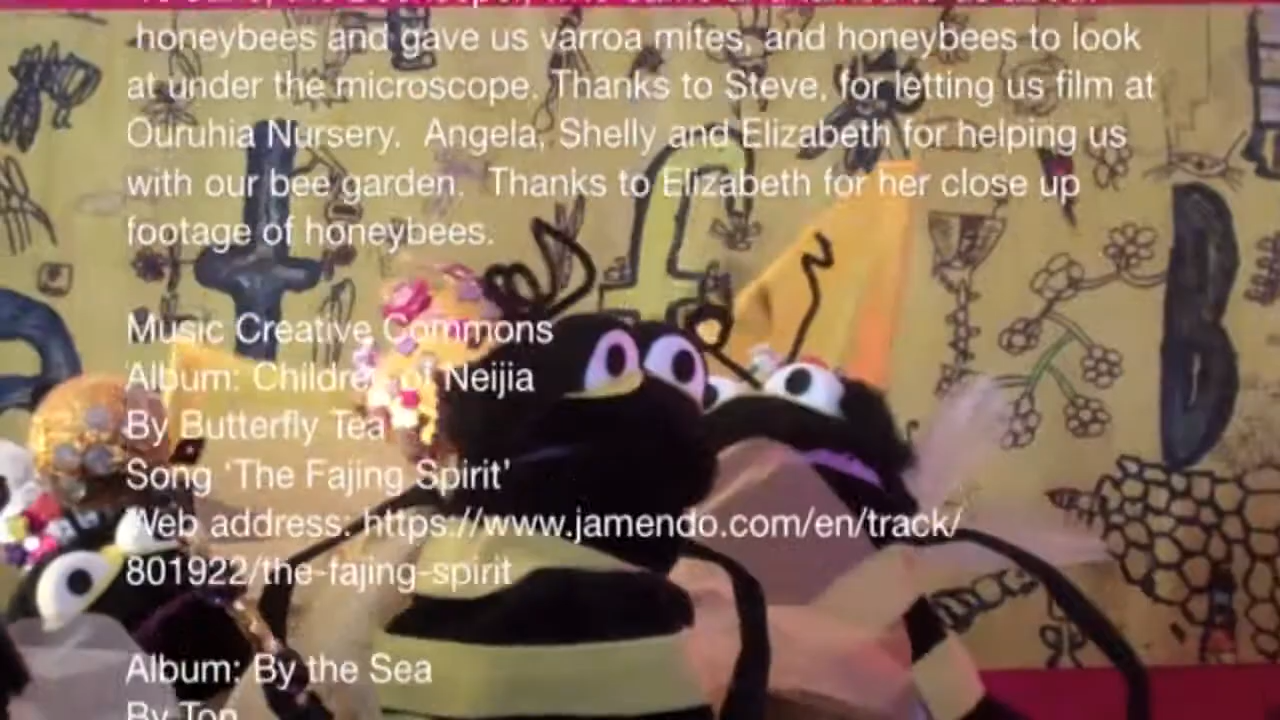 honeybees and gave us varroa mites, and honeybees to look
at under the microscope. Thanks to Steve, for letting us film at
Ouruhia Nursery. Angela, Shelly and Elizabeth for helping us
with our bee garden. Thanks to Elizabeth for her close up
footage of honeybees.
Music Creative Commons
Album: Children of Neijia
By Butterfly Tea
Song ‘The Fajing Spirit’
Web address: https://www.jamendo.com/en/track/
801922/the-fajing-spirit
Album: By the Sea
By